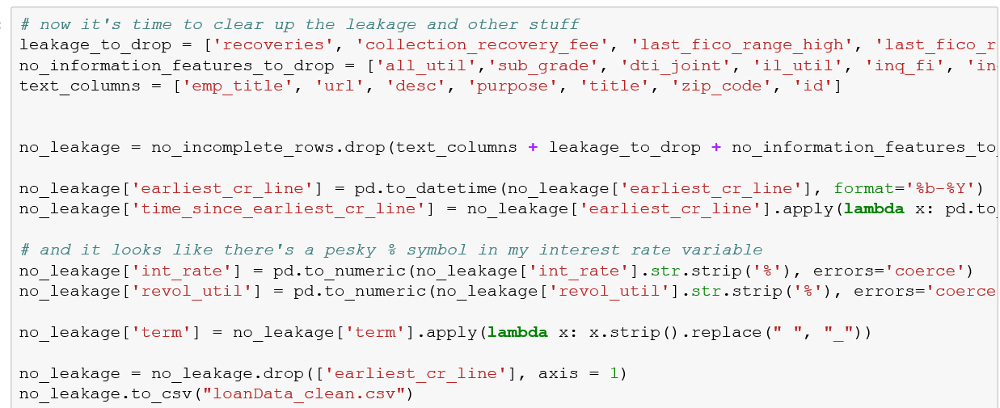 # now it's time to clear up the leakage and other stuff
leakage_to_drop = ['recoveries', 'collection_recovery_fee', 'last_fico_range_high', 'last_fico_r
no_information_features_to_drop = ['all_util','sub_grade', 'dti_joint', 'il_util', 'inq_fi', 'in
text_columns = ['emp_title', 'url', 'desc', 'purpose', 'title', 'zip_code', 'id']
no_leakage = no_incomplete_rows.drop(text_columns + leakage_to_drop + no_information_features_to_
no_leakage['earliest_cr_line'] = pd.to_datetime(no_leakage['earliest_cr_line'], format='%b-%Y')
no_leakage['time_since_earliest_cr_line'] = no_leakage['earliest_cr_line'].apply(lambda x: pd.to_
# and it looks like there's a pesky % symbol in my interest rate variable
no_leakage['int_rate'] = pd.to_numeric(no_leakage['int_rate'].str.strip('%'), errors='coerce')
no_leakage['revol_util'] = pd.to_numeric(no_leakage['revol_util'].str.strip('%'), errors='coerce
no_leakage['term'] = no_leakage['term'].apply(lambda x: x.strip().replace(" ", "_"))
no_leakage = no_leakage.drop(['earliest_cr_line'], axis = 1)
no_leakage.to_csv("loanData_clean.csv")